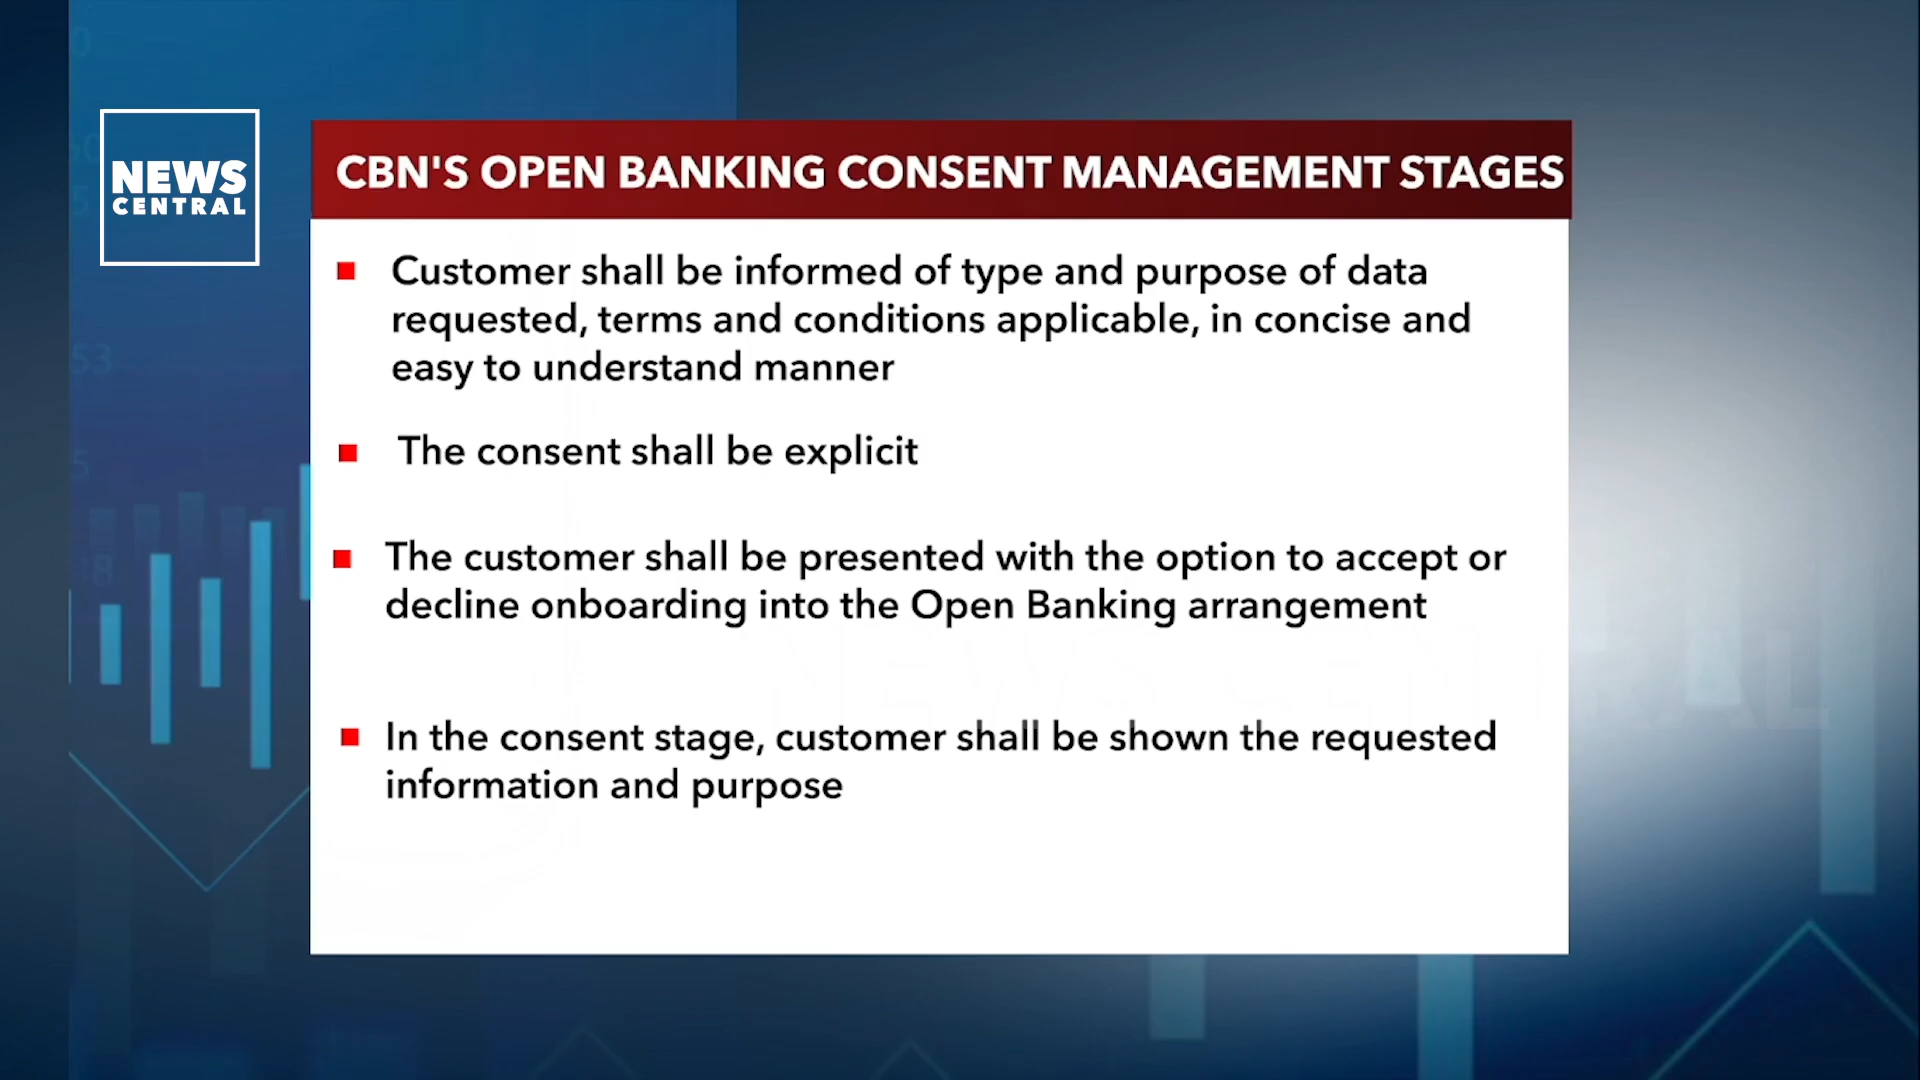 NEWS
CENTRAL
CBN'S OPEN BANKING CONSENT MANAGEMENT STAGES
Customer shall be informed of type and purpose of data
requested, terms and conditions applicable, in concise and
easy to understand manner
The consent shall be explicit
The customer shall be presented with the option to accept or
decline onboarding into the Open Banking arrangement
In the consent stage, customer shall be shown the requested
information and purpose